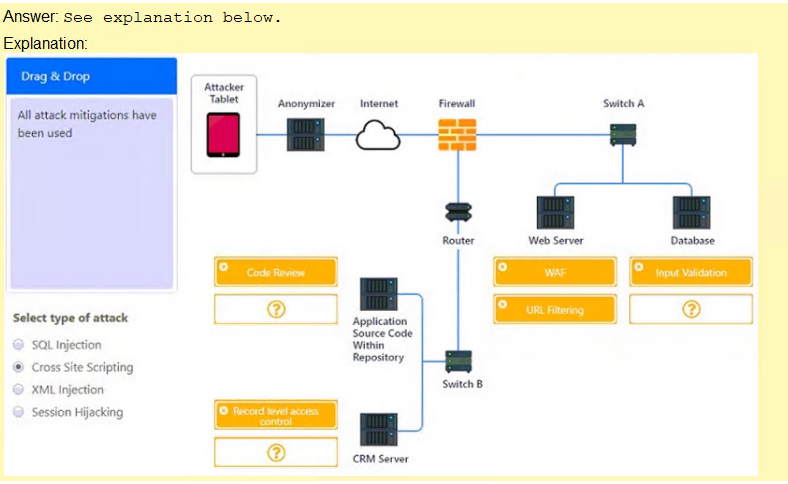 Answer: See explanation below.
Explanation:
Drag & Drop
All attack mitigations have
been used
Select type of attack
SQL Injection
Cross Site Scripting
XML Injection
Session Hijacking
Attacker
Tablet
Anonymizer
Internet
Firewall
Switch A
Router
Web Server
Database
WAF
URL Filtering
Input Validation
?
Code Review
?
Application
Source Code
Within
Repository
Switch B
Record level access
control
?
CRM Server